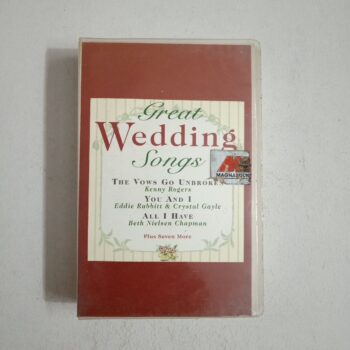 Great
Wedding
Songs
THE VOWS GO UNBROKEN
Kenny Rogers
YOU AND I
Eddie Rabbitt & Crystal Gayle
ALL I HAVE
Beth Nielsen Chapman
Plus Seven More
MAGNASOUND